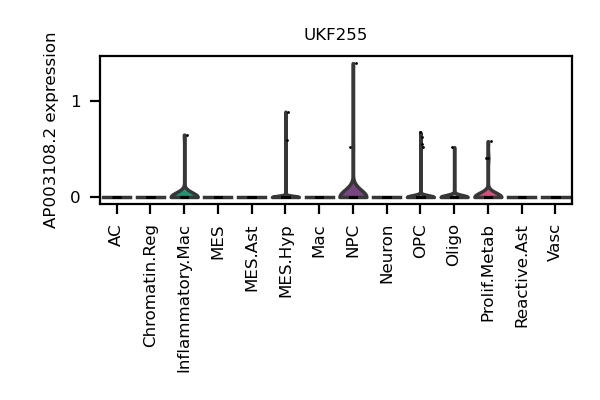 UKF255
AP003108.2 expression
1
0
AC
Chromatin.Reg
Inflammatory.Mac
MES
MES.Ast
MES.Hyp
Mac
NPC
Neuron
OPC
Oligo
Prolif.Metab
Reactive.Ast
Vasc